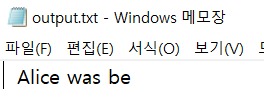 output.txt - Windows 메모장
파일(F) 편집(E) 서식(O) 보기(V)
Alice was be